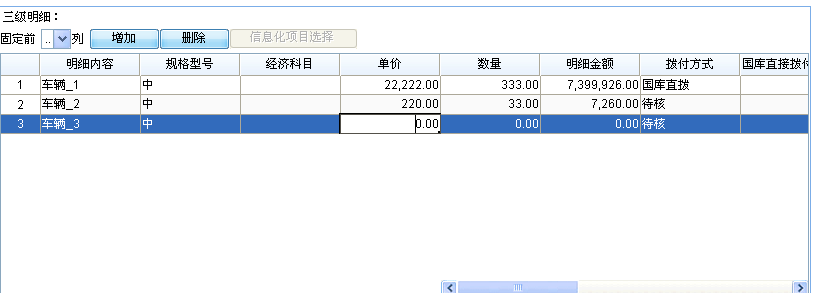 三级明细：
固定前 .. 列 增加 删除 信息化项目选择
明细内容 规格型号 经济科目 单价 数量 明细金额 拨付方式 国库直接拨付
1 车辆_1 中 22,222.00 333.00 7,399,926.00 国库直拨
2 车辆_2 中 220.00 33.00 7,260.00 待核
3 车辆_3 中 0.00 0.00 0.00 待核